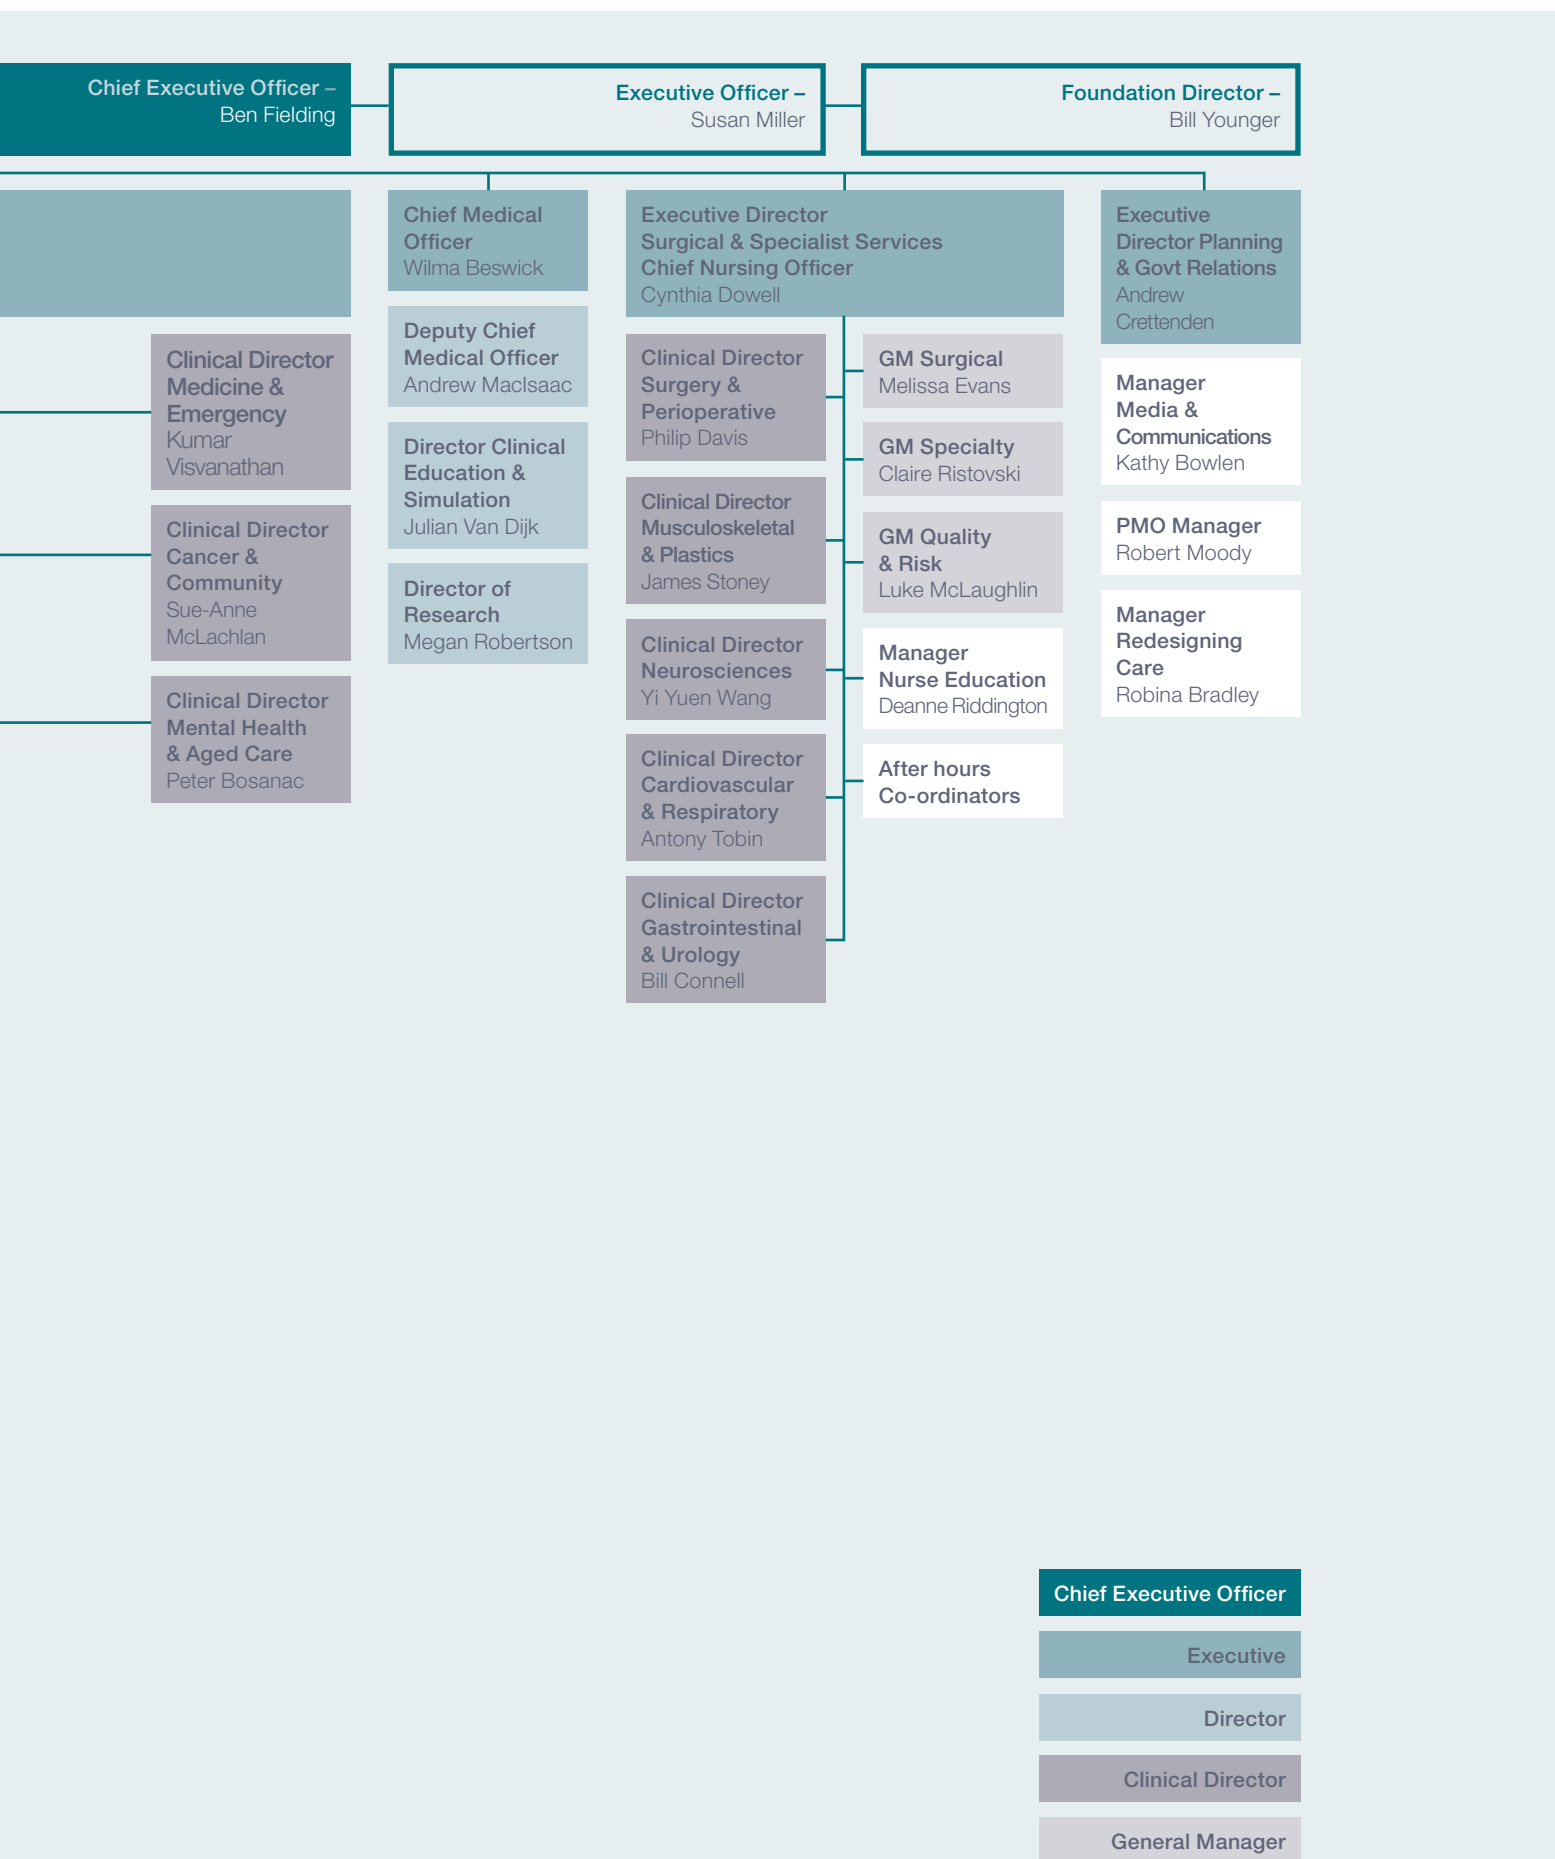 Chief Executive Officer –
Ben Fielding
Executive Officer –
Susan Miller
Foundation Director –
Bill Younger
Clinical Director
Medicine &
Emergency
Kumar
Visvanathan
Clinical Director
Cancer &
Community
Sue-Anne
McLachlan
Clinical Director
Mental Health
& Aged Care
Peter Bosanac
Chief Medical
Officer
Wilma Beswick
Deputy Chief
Medical Officer
Andrew MacIsaac
Director Clinical
Education &
Simulation
Julian Van Dijk
Director of
Research
Megan Robertson
Executive Director
Surgical & Specialist Services
Chief Nursing Officer
Cynthia Dowell
Clinical Director
Surgery &
Perioperative
Philip Davis
Clinical Director
Musculoskeletal
& Plastics
James Stoney
Clinical Director
Neurosciences
Yi Yuen Wang
Clinical Director
Cardiovascular
& Respiratory
Antony Tobin
Clinical Director
Gastrointestinal
& Urology
Bill Connell
GM Surgical
Melissa Evans
GM Specialty
Claire Ristovski
GM Quality
& Risk
Luke McLaughlin
Manager
Nurse Education
Deanne Riddington
After hours
Co-ordinators
Executive
Director Planning
& Govt Relations
Andrew
Crettenden
Manager
Media &
Communications
Kathy Bowlen
PMO Manager
Robert Moody
Manager
Redesigning
Care
Robina Bradley
Chief Executive Officer
Executive
Director
Clinical Director
General Manager